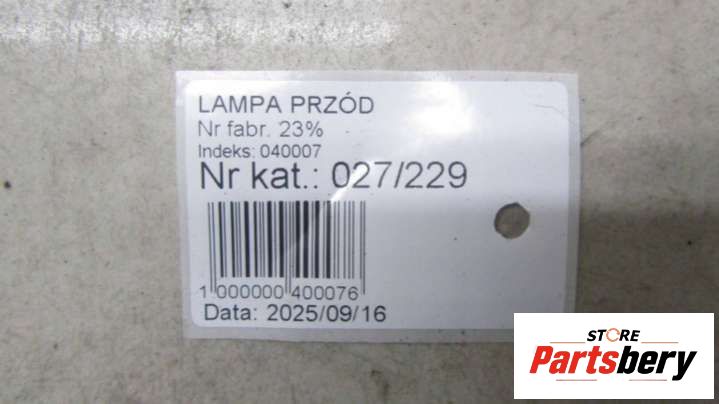 LAMPA PRZÓD
Nr fabr. 23%
Indeks: 040007
Nr kat.: 027/229
1 000000 400076
Data: 2025/09/16
STORE
Partsbery